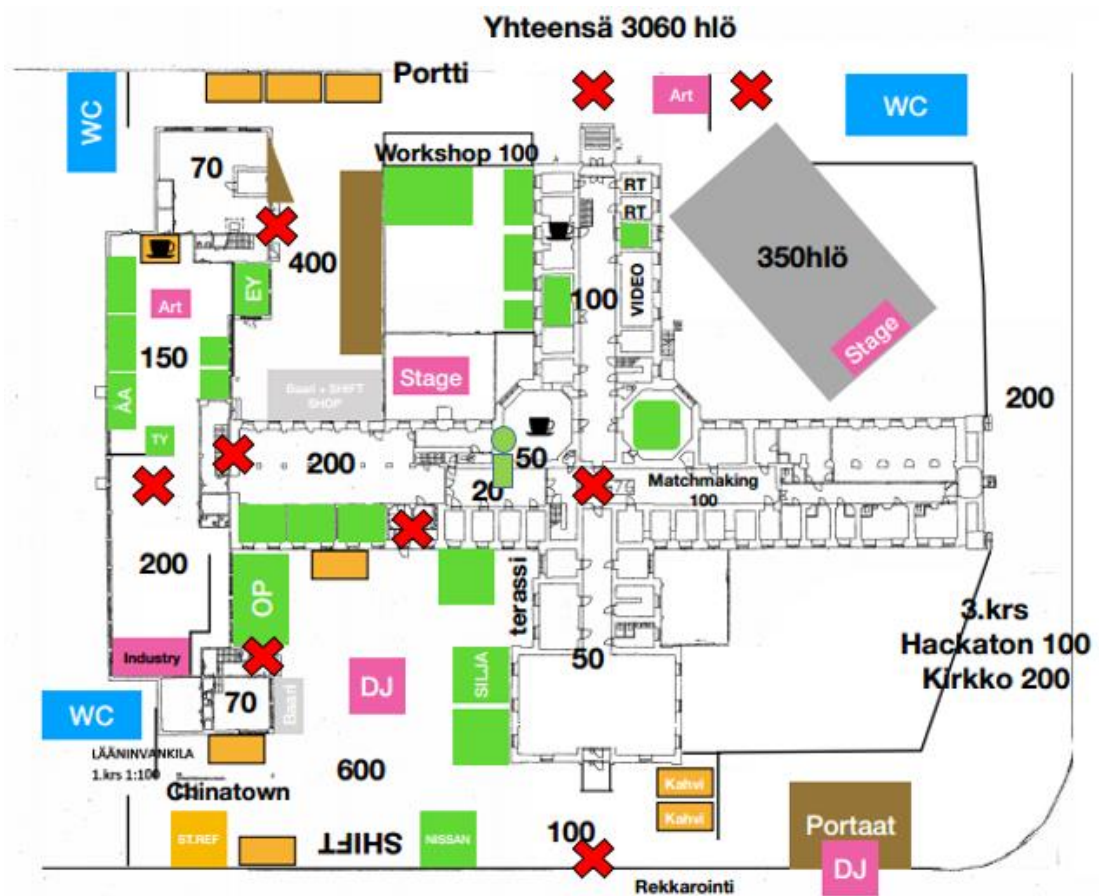 Yhteensä 3060 hlö
Portti
WC
Art
WC
70
Workshop 100
RT
RT
400
EY
100
VIDEO
350hlö
Stage
Art
150
ÄA
TY
Baari + SHIFT
SHOP
Stage
200
50
20
200
Matchmaking
100
200
OP
terassi
Industry
DJ
SILJA
50
3.krs
Hackaton 100
Kirkko 200
WC
70
Baari
LÄÄNINVANKILA
1.krs 1:100
Chinatown
600
Kahvi
Kahvi
ST.REF
SHIFT
NISSAN
100
Portaat
DJ
Rekkarointi